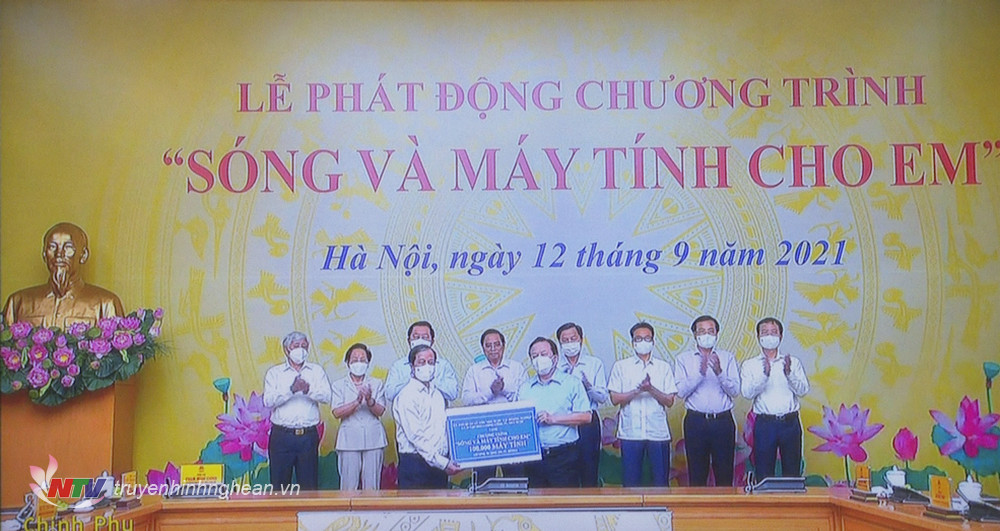 LỄ PHÁT ĐỘNG CHƯƠNG TRÌNH
“SÓNG VÀ MÁY TÍNH CHO EM”
Hà Nội, ngày 12 tháng 9 năm 2021
"SÓNG VÀ MÁY TÍNH CHO EM"
100.000 MÁY TÍNH
NTV truyenhinhnghean.vn
Chính Phủ